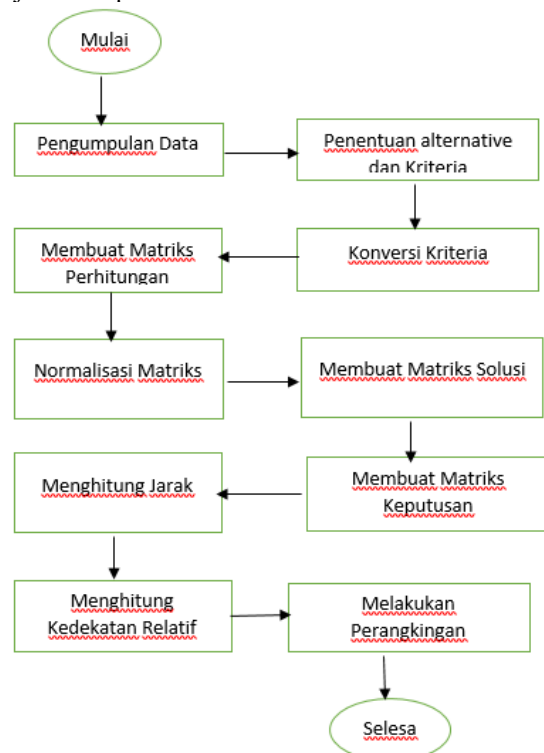 Mulai
Pengumpulan Data
Penentuan alternative
dan Kriteria
Konversi Kriteria
Membuat Matriks
Perhitungan
Normalisasi Matriks
Membuat Matriks Solusi
Membuat Matriks
Keputusan
Menghitung Jarak
Menghitung
Kedekatan Relatif
Melakukan
Perangkingan
Selesa